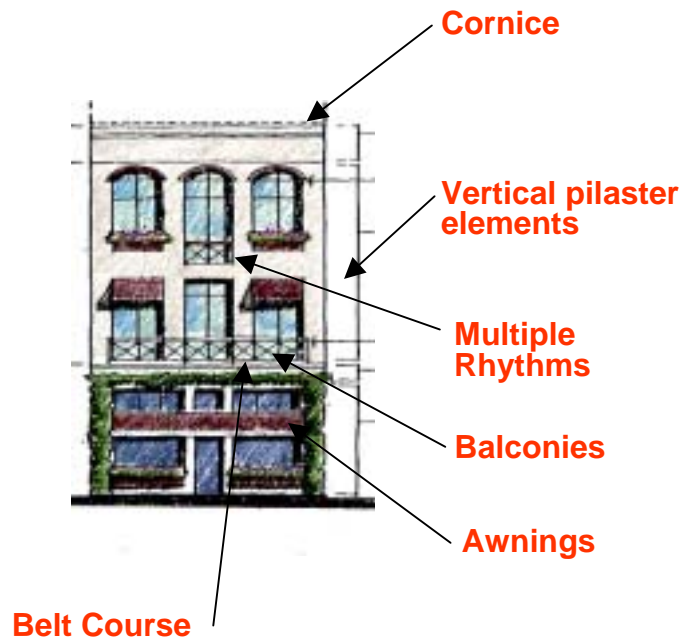 Cornice
Vertical pilaster
elements
Multiple
Rhythms
Balconies
Awnings
Belt Course